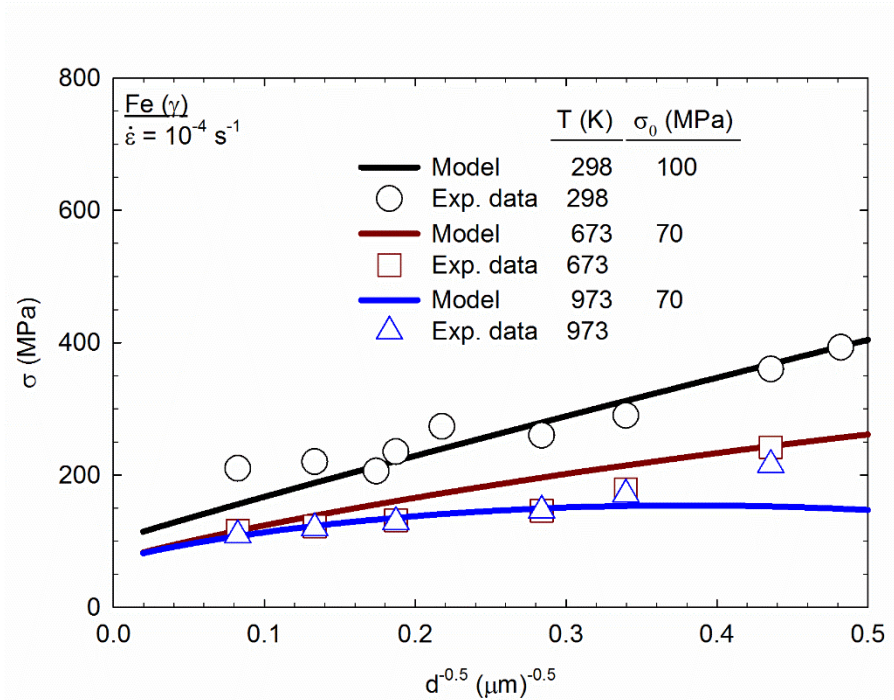 Fe (γ)
ε̇ = 10⁻⁴ s⁻¹
T (K) σ₀ (MPa)
Model 298 100
Exp. data 298
Model 673 70
Exp. data 673
Model 973 70
Exp. data 973
800
600
400
200
0
σ (MPa)
0.0 0.1 0.2 0.3 0.4 0.5
d⁻⁰·⁵ (μm)⁻⁰·⁵